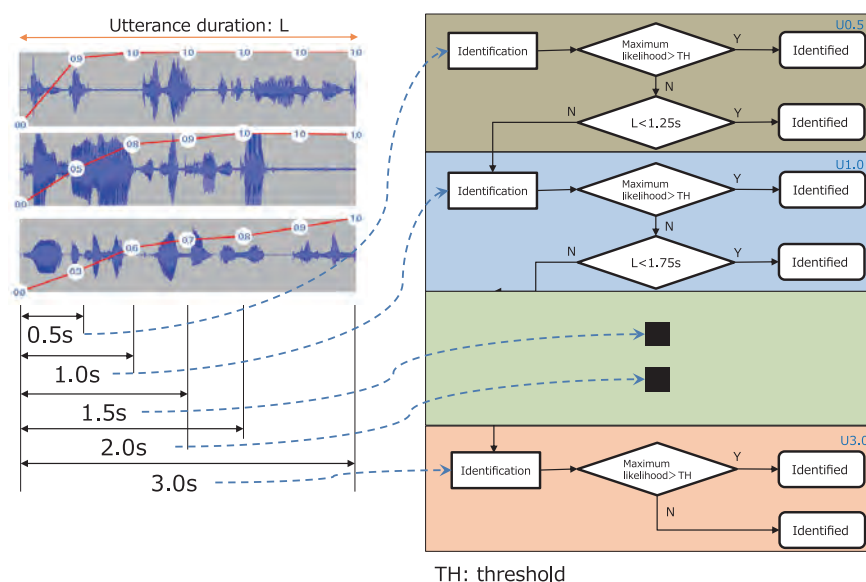 Utterance duration: L
0.0
0.9
1.0
1.0
1.0
1.0
0.0
0.5
0.8
0.9
1.0
1.0
1.0
0.0
0.3
0.6
0.7
0.8
0.9
1.0
0.5s
1.0s
1.5s
2.0s
3.0s
U0.5
Identification
Maximum
likelihood>TH
Y
Identified
N
N
L<1.25s
Y
Identified
U1.0
Identification
Maximum
likelihood>TH
Y
Identified
N
N
L<1.75s
Y
Identified
U3.0
Identification
Maximum
likelihood>TH
Y
Identified
N
Identified
TH: threshold